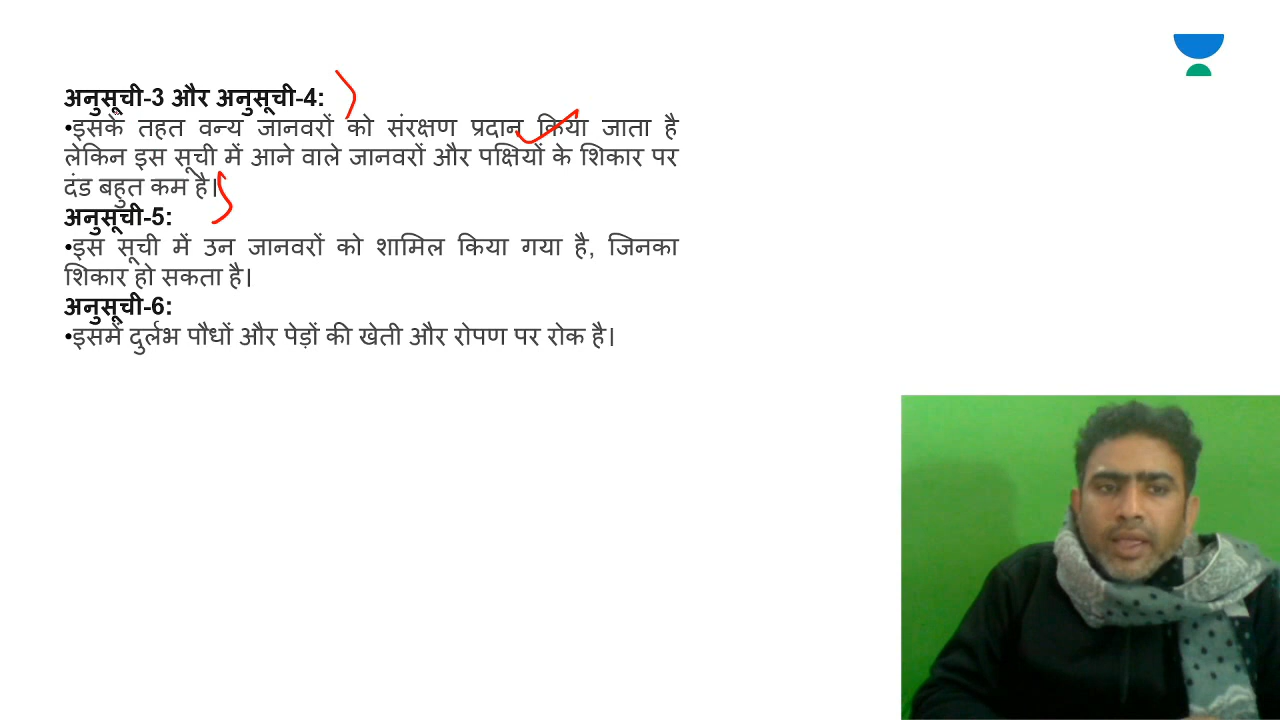 अनुसूची-3 और अनुसूची-4:
•इसके तहत वन्य जानवरों को संरक्षण प्रदान किया जाता है
लेकिन इस सूची में आने वाले जानवरों और पक्षियों के शिकार पर
दंड बहुत कम है।
अनुसूची-5:
•इस सूची में उन जानवरों को शामिल किया गया है, जिनका
शिकार हो सकता है।
अनुसूची-6:
•इसमें दुर्लभ पौधों और पेड़ों की खेती और रोपण पर रोक है।